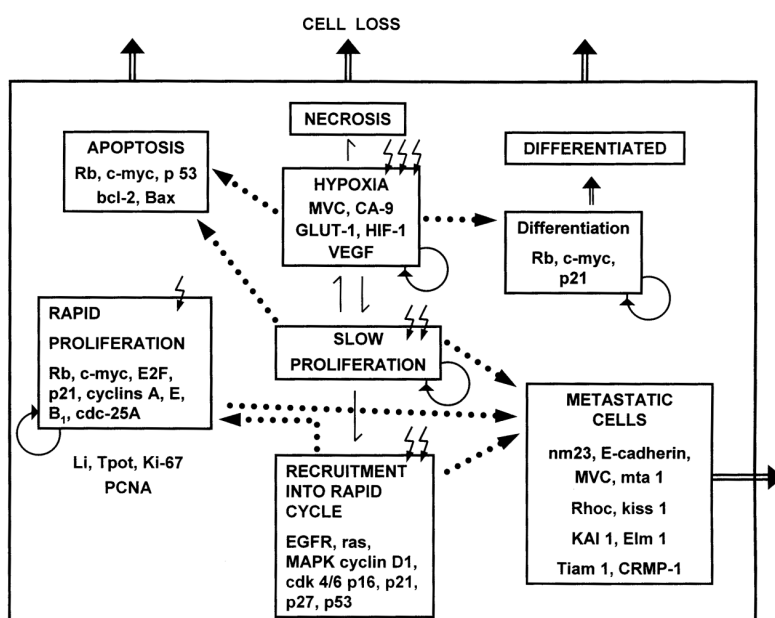 CELL LOSS
NECROSIS
APOPTOSIS
Rb, c-myc, p 53
bcl-2, Bax
HYPOXIA
MVC, CA-9
GLUT-1, HIF-1
VEGF
DIFFERENTIATED
Differentiation
Rb, c-myc,
p21
RAPID
PROLIFERATION
Rb, c-myc, E2F,
p21, cyclins A, E,
B₁, cdc-25A
Li, Tpot, Ki-67
PCNA
SLOW
PROLIFERATION
RECRUITMENT
INTO RAPID
CYCLE
EGFR, ras,
MAPK cyclin D1,
cdk 4/6 p16, p21,
p27, p53
METASTATIC
CELLS
nm23, E-cadherin,
MVC, mta 1
Rhoc, kiss 1
KAI 1, Elm 1
Tiam 1, CRMP-1